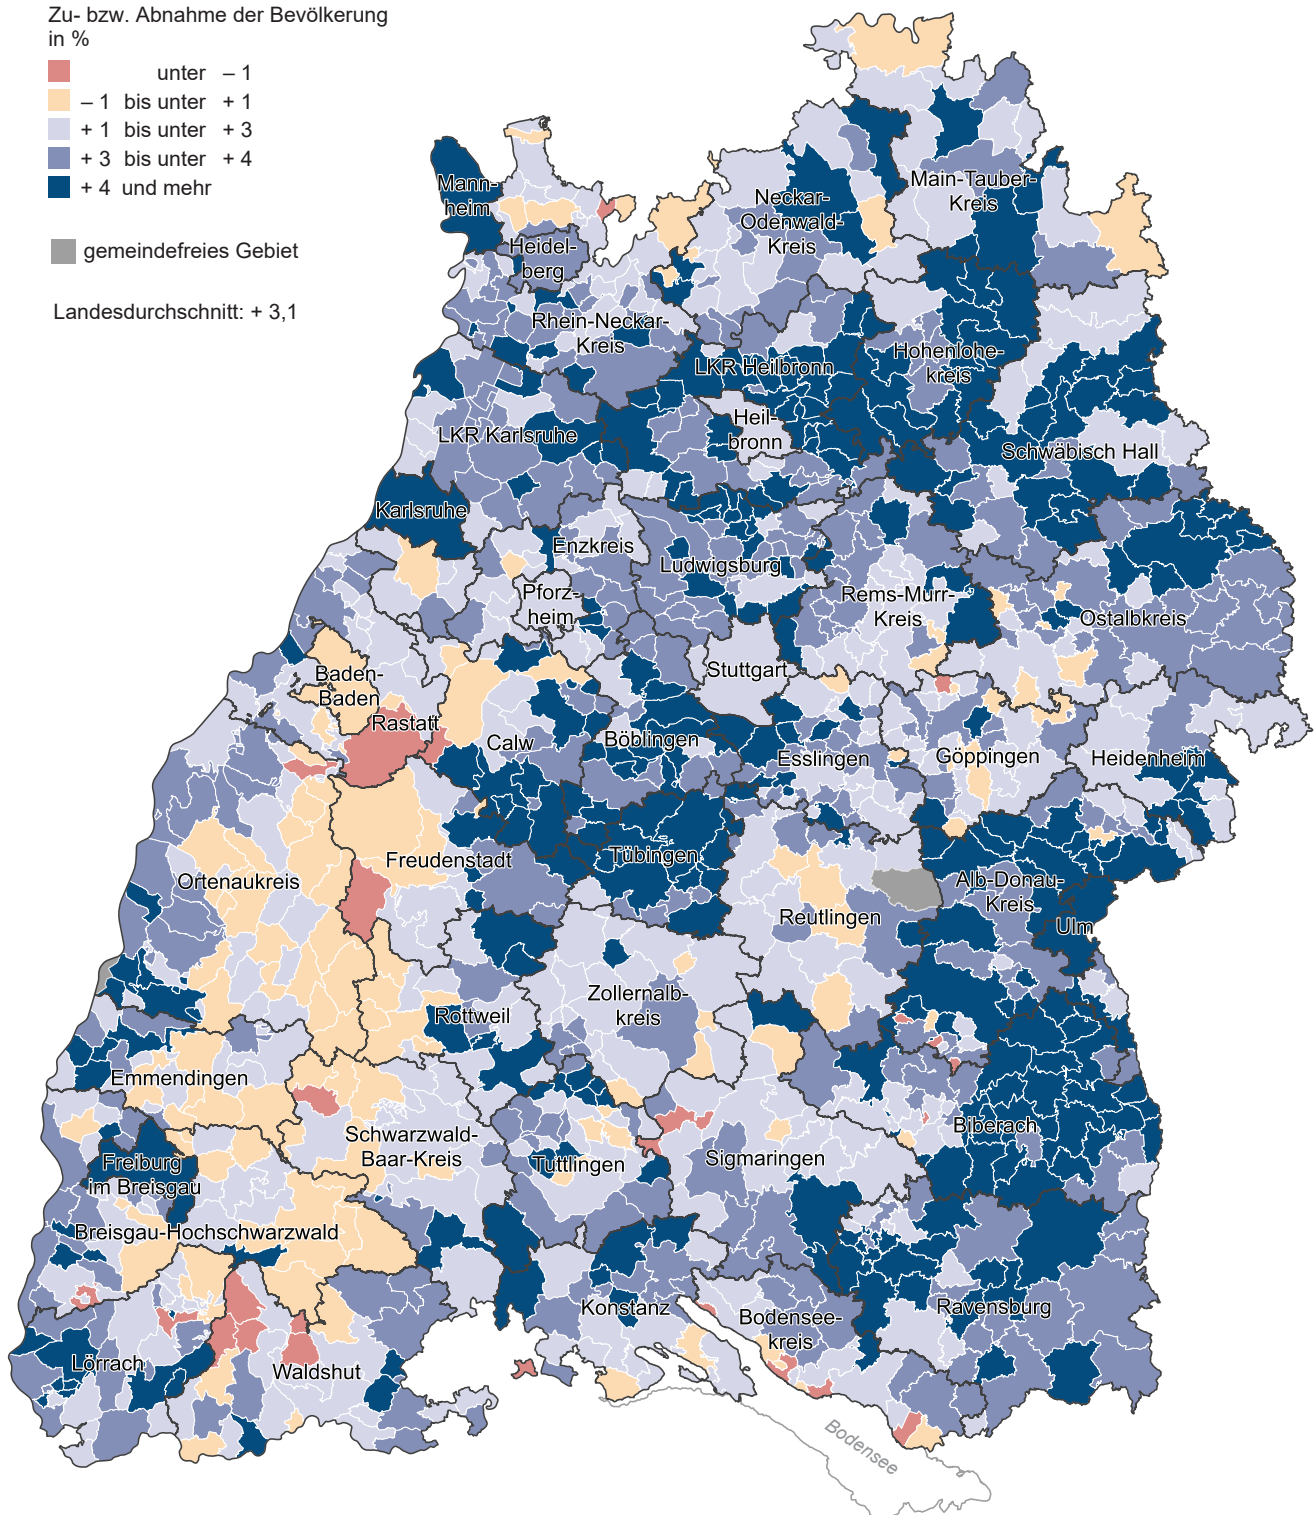 Zu- bzw. Abnahme der Bevölkerung
in %
unter – 1
– 1 bis unter + 1
+ 1 bis unter + 3
+ 3 bis unter + 4
+ 4 und mehr
gemeindefreies Gebiet
Landesdurchschnitt: + 3,1
Mann-
heim
Heidel-
berg
Rhein-Neckar-
Kreis
Neckar-
Odenwald-
Kreis
Main-Tauber-
Kreis
LKR Heilbronn
Hohenlohe-
kreis
Heil-
bronn
LKR Karlsruhe
Schwäbisch Hall
Karlsruhe
Enzkreis
Ludwigsburg
Pforz-
heim
Rems-Murr-
Kreis
Ostalbkreis
Baden-
Baden
Stuttgart
Rastatt
Calw
Böblingen
Esslingen
Göppingen
Heidenheim
Freudenstadt
Tübingen
Ortenaukreis
Reutlingen
Alb-Donau-
Kreis
Ulm
Zollernalb-
kreis
Rottweil
Emmendingen
Schwarzwald-
Baar-Kreis
Tuttlingen
Sigmaringen
Biberach
Freiburg
im Breisgau
Breisgau-Hochschwarzwald
Konstanz
Bodensee-
kreis
Ravensburg
Lörrach
Waldshut
Bodensee